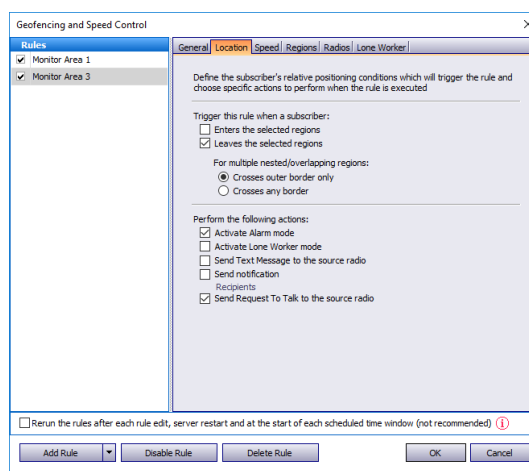 Geofencing and Speed Control
Rules
Monitor Area 1
Monitor Area 3
General Location Speed Regions Radios Lone Worker
Define the subscriber's relative positioning conditions which will trigger the rule and
choose specific actions to perform when the rule is executed
Trigger this rule when a subscriber:
Enters the selected regions
Leaves the selected regions
For multiple nested/overlapping regions:
Crosses outer border only
Crosses any border
Perform the following actions:
Activate Alarm mode
Activate Lone Worker mode
Send Text Message to the source radio
Send notification
Recipients
Send Request To Talk to the source radio
Rerun the rules after each rule edit, server restart and at the start of each scheduled time window (not recommended) i
Add Rule Disable Rule Delete Rule OK Cancel